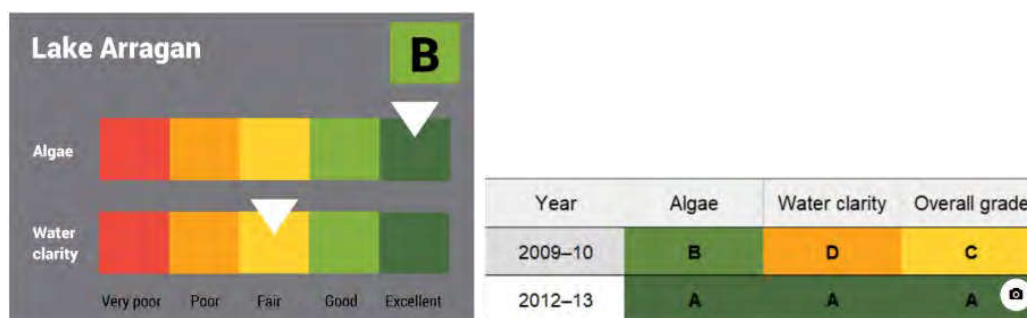 Lake Arragan
B
Algae
Water clarity
Very poor Poor Fair Good Excellent
Year Algae Water clarity Overall grade
2009–10 B D C
2012–13 A A A